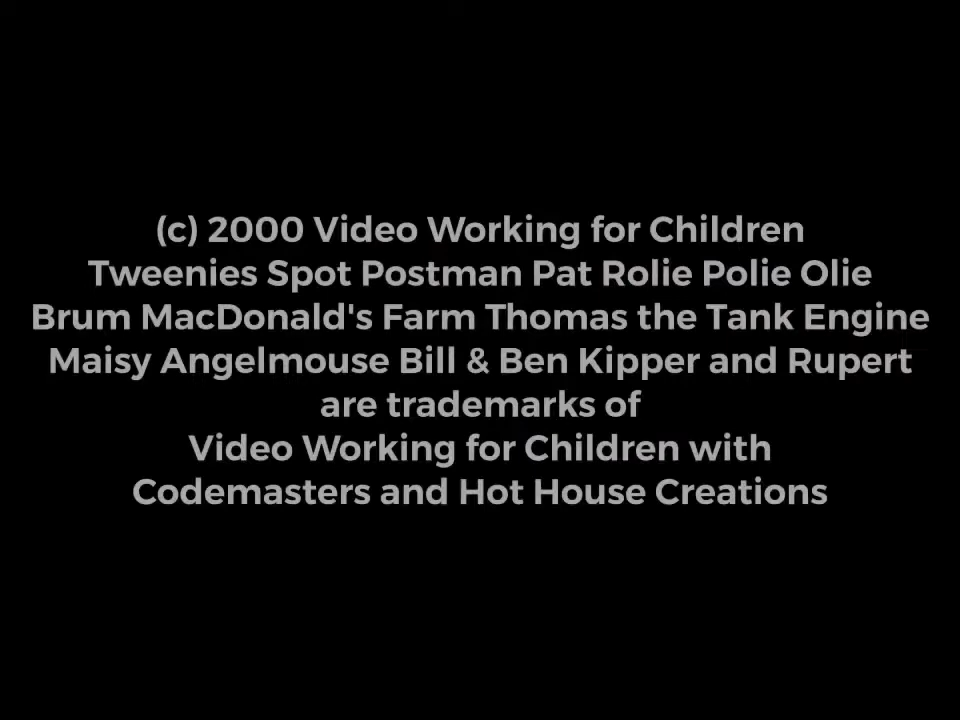 (c) 2000 Video Working for Children
Tweenies Spot Postman Pat Rolie Polie Olie
Brum MacDonald's Farm Thomas the Tank Engine
Maisy Angelmouse Bill & Ben Kipper and Rupert
are trademarks of
Video Working for Children with
Codemasters and Hot House Creations